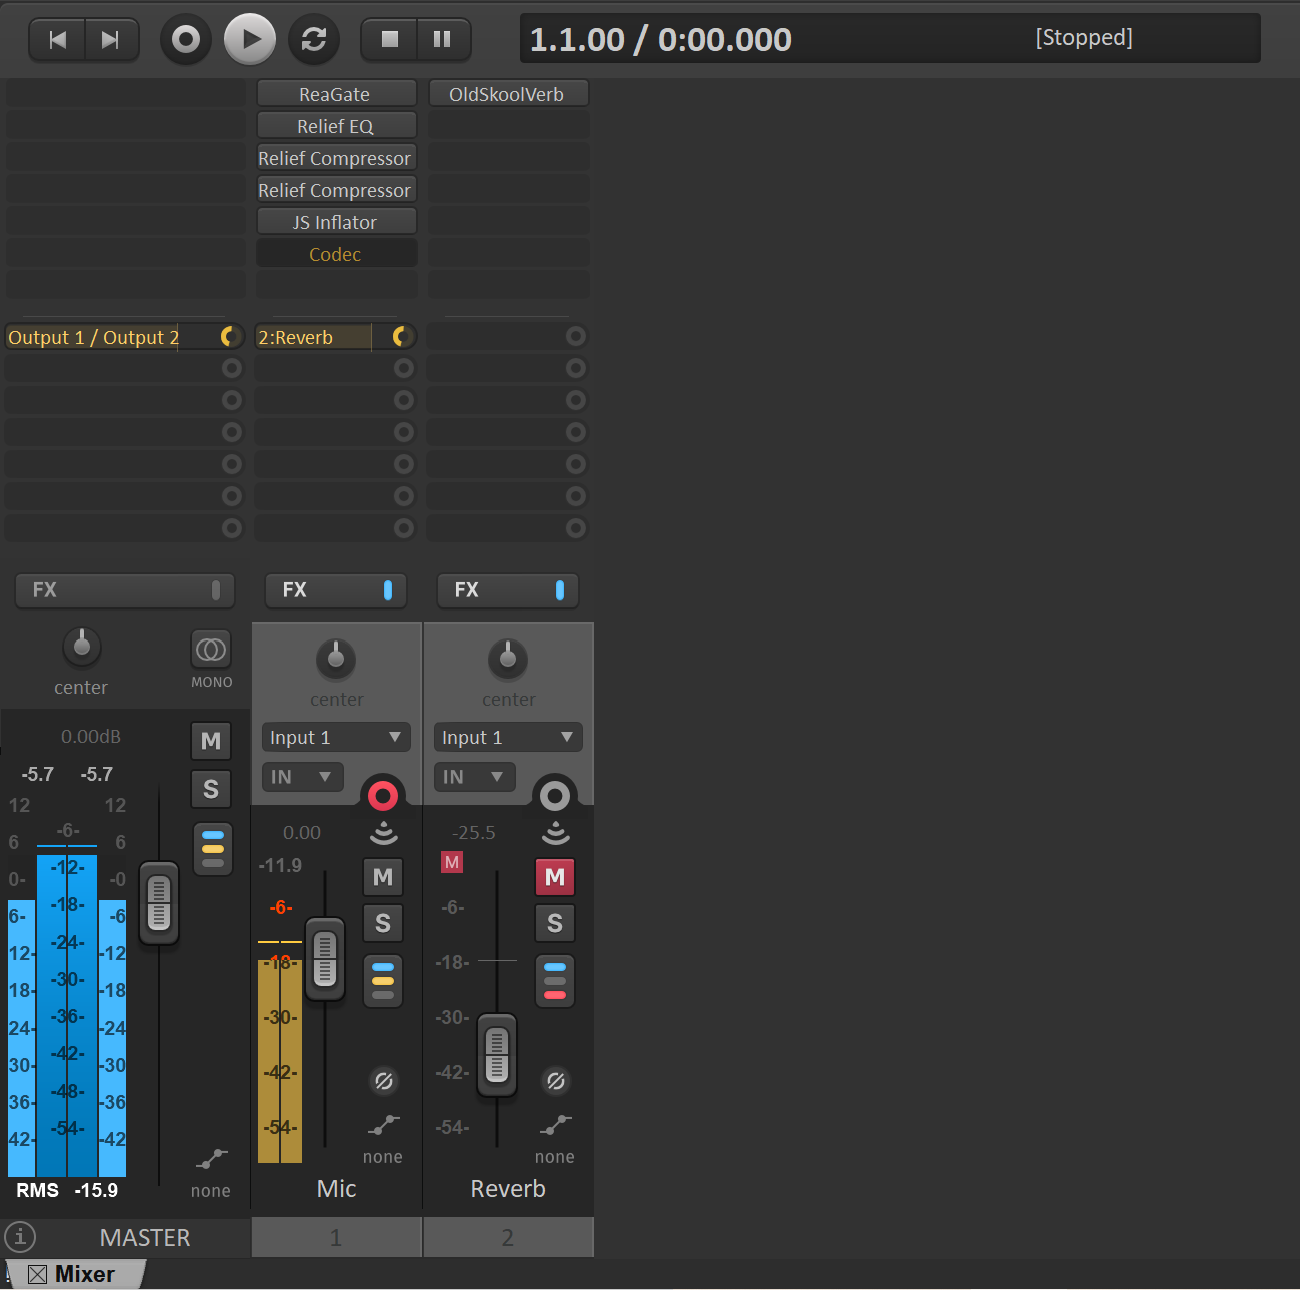 1.1.00 / 0:00.000
[Stopped]
ReaGate
OldSkoolVerb
Relief EQ
Relief Compressor
Relief Compressor
JS Inflator
Codec
Output 1 / Output 2
2:Reverb
FX
FX
FX
center
MONO
0.00dB
M
-5.7 -5.7
S
12 12
-6-
6 6
-12-
0- -0
-18-
6- -6
-24-
12- -12
-30-
18- -18
-36-
24- -24
-42-
30- -30
-48-
36- -36
-54-
42- -42
RMS -15.9
none
MASTER
center
Input 1
IN
0.00
-11.9
M
-6-
S
-18-
-18-
-30-
-42-
-54-
none
Mic
1
center
Input 1
IN
-25.5
M
M
-6-
S
-18-
-30-
-42-
-54-
none
Reverb
2
i
Mixer